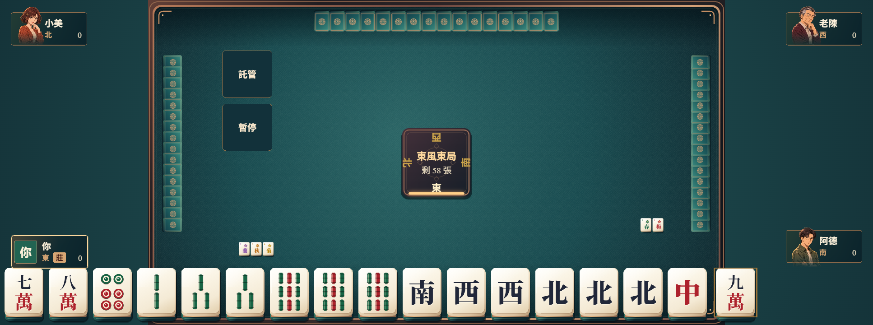 小美
北 0
老陳
西 0
託管
暫停
西
北
東風東局
南
剩 58 張
東
你
你
東 莊 0
阿德
南 0
七萬
八萬
南
西
西
北
北
北
中
九萬